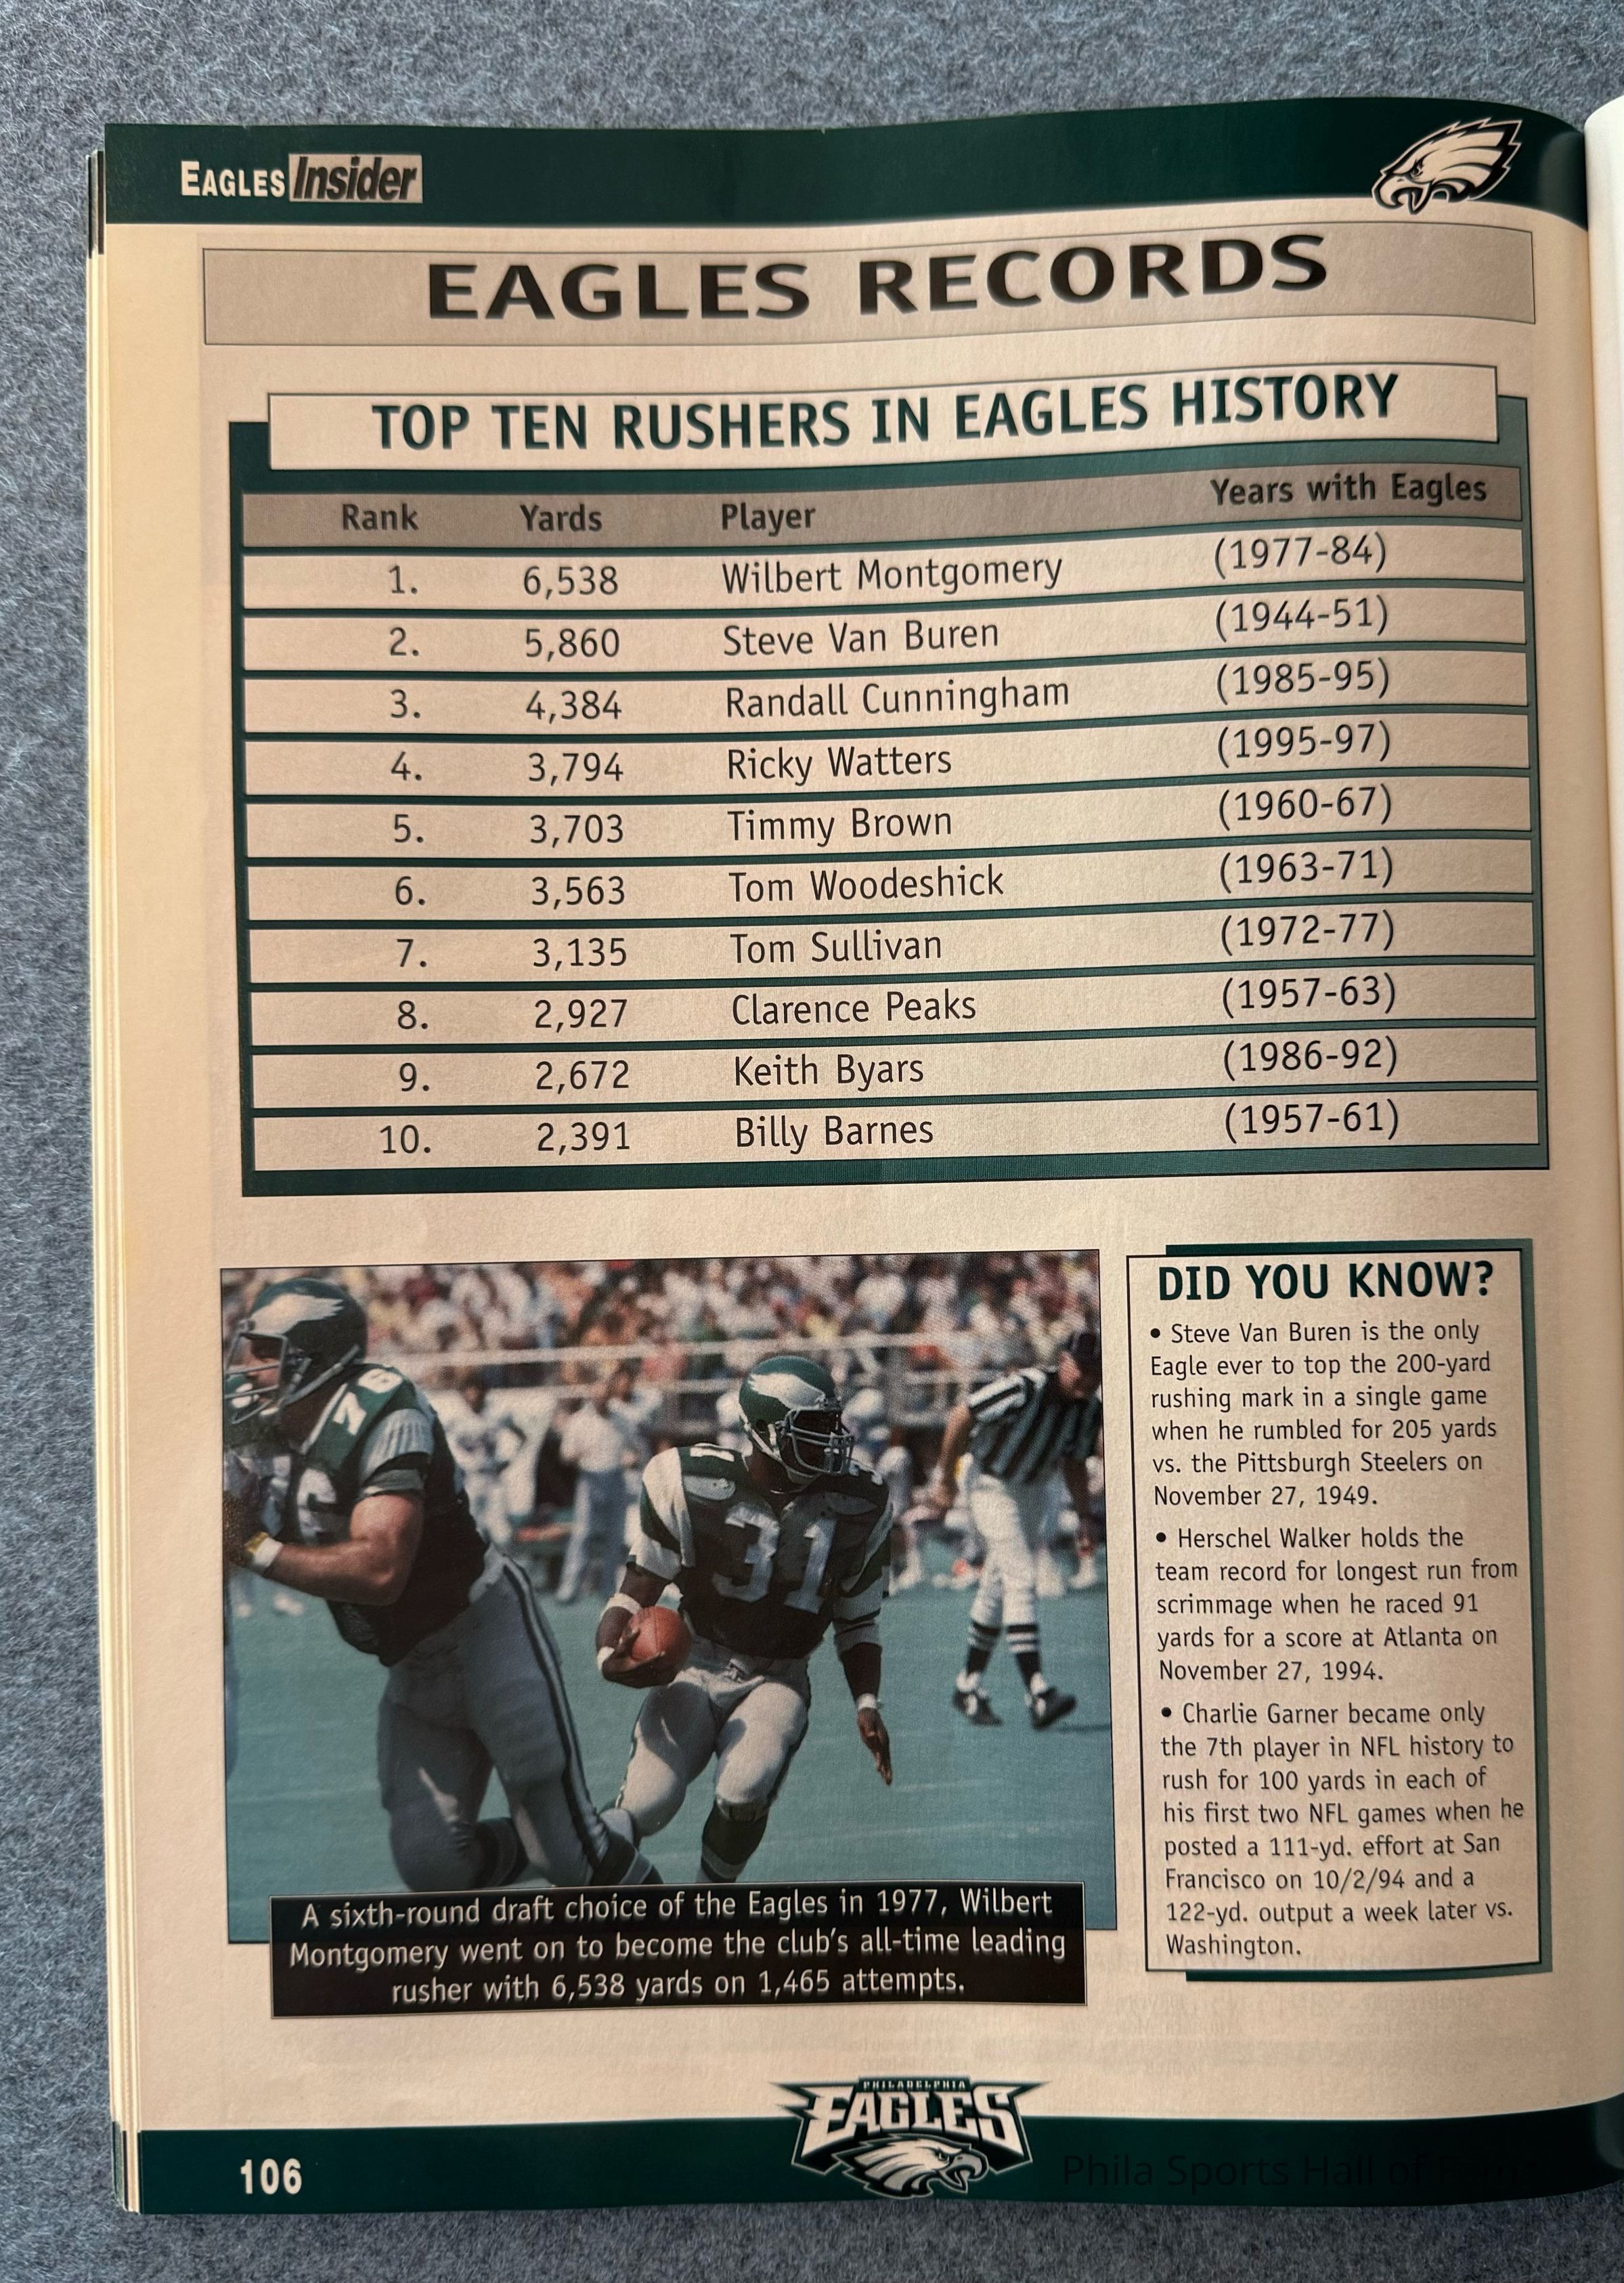 EAGLES Insider
EAGLES RECORDS
TOP TEN RUSHERS IN EAGLES HISTORY
Rank Yards Player Years with Eagles
1. 6,538 Wilbert Montgomery (1977-84)
2. 5,860 Steve Van Buren (1944-51)
3. 4,384 Randall Cunningham (1985-95)
4. 3,794 Ricky Watters (1995-97)
5. 3,703 Timmy Brown (1960-67)
6. 3,563 Tom Woodeshick (1963-71)
7. 3,135 Tom Sullivan (1972-77)
8. 2,927 Clarence Peaks (1957-63)
9. 2,672 Keith Byars (1986-92)
10. 2,391 Billy Barnes (1957-61)
31
A sixth-round draft choice of the Eagles in 1977, Wilbert
Montgomery went on to become the club's all-time leading
rusher with 6,538 yards on 1,465 attempts.
DID YOU KNOW?
• Steve Van Buren is the only
Eagle ever to top the 200-yard
rushing mark in a single game
when he rumbled for 205 yards
vs. the Pittsburgh Steelers on
November 27, 1949.
• Herschel Walker holds the
team record for longest run from
scrimmage when he raced 91
yards for a score at Atlanta on
November 27, 1994.
• Charlie Garner became only
the 7th player in NFL history to
rush for 100 yards in each of
his first two NFL games when he
posted a 111-yd. effort at San
Francisco on 10/2/94 and a
122-yd. output a week later vs.
Washington.
PHILADELPHIA
EAGLES
106
Phila Sports Hall of